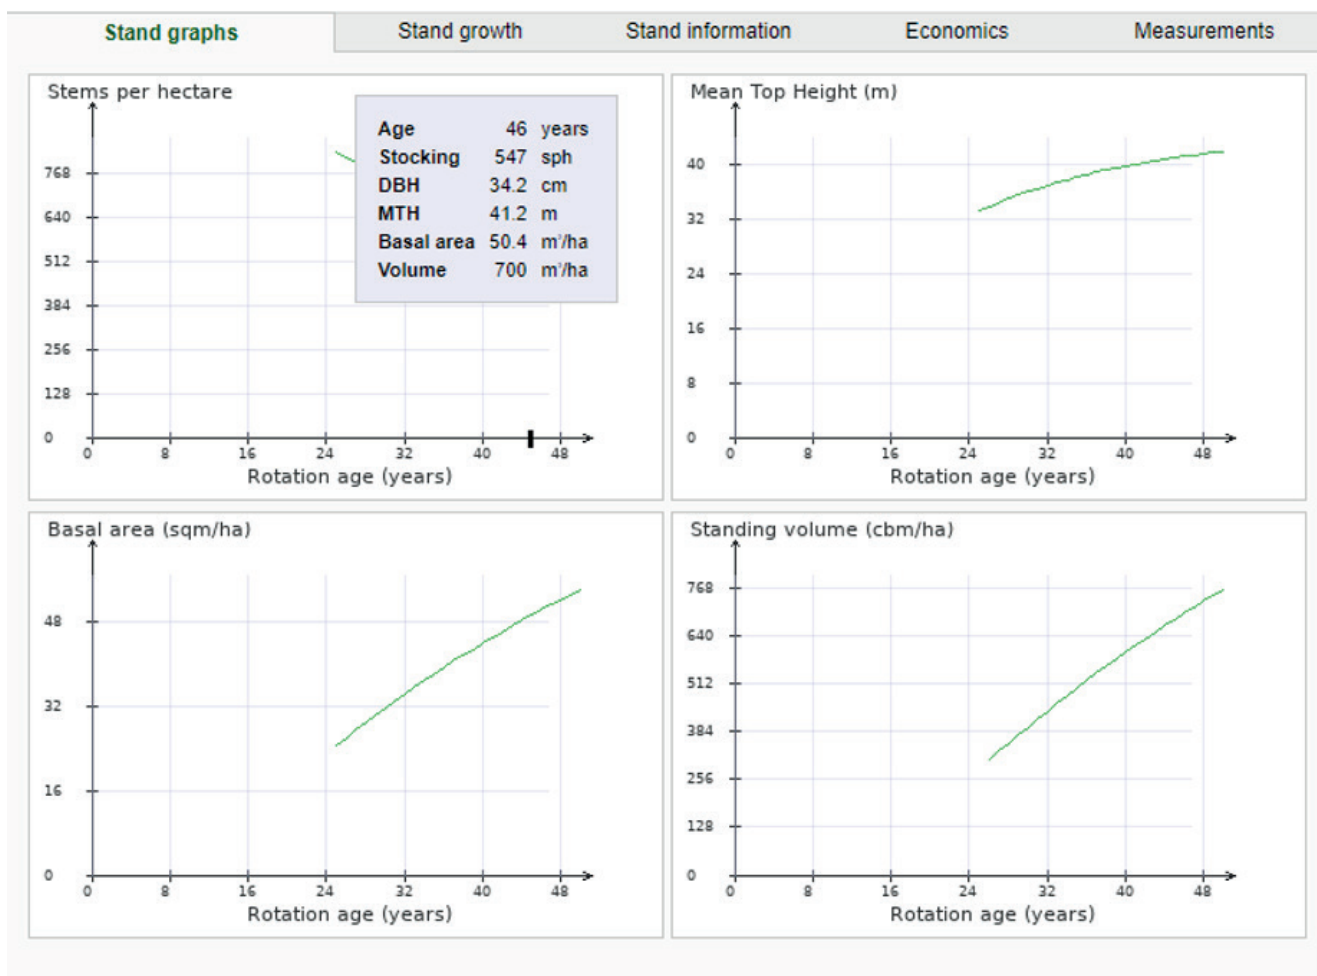 Stand graphs Stand growth Stand information Economics Measurements
Stems per hectare
Age 46 years
Stocking 547 sph
DBH 34.2 cm
MTH 41.2 m
Basal area 50.4 m²/ha
Volume 700 m³/ha
768
640
512
384
256
128
0
0 8 16 24 32 40 48
Rotation age (years)
Mean Top Height (m)
40
32
24
16
8
0
0 8 16 24 32 40 48
Rotation age (years)
Basal area (sqm/ha)
48
32
16
0
0 8 16 24 32 40 48
Rotation age (years)
Standing volume (cbm/ha)
768
640
512
384
256
128
0
0 8 16 24 32 40 48
Rotation age (years)